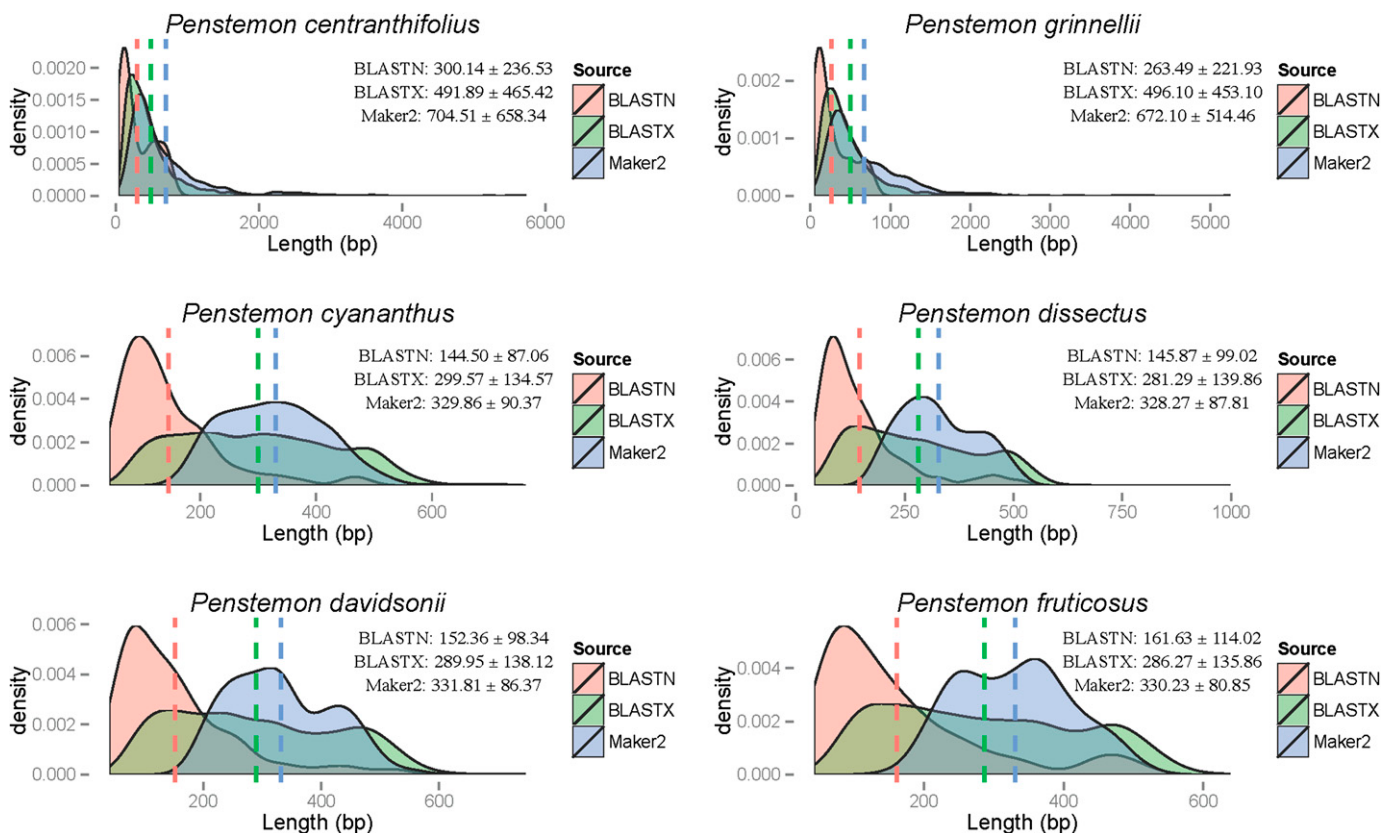 Penstemon centranthifolius
density
0.0020
0.0015
0.0010
0.0005
0.0000
BLASTN: 300.14 ± 236.53
BLASTX: 491.89 ± 465.42
Maker2: 704.51 ± 658.34
Source
BLASTN
BLASTX
Maker2
0
2000
4000
6000
Length (bp)
Penstemon grinnellii
density
0.002
0.001
0.000
BLASTN: 263.49 ± 221.93
BLASTX: 496.10 ± 453.10
Maker2: 672.10 ± 514.46
Source
BLASTN
BLASTX
Maker2
0
1000
2000
3000
4000
5000
Length (bp)
Penstemon cyananthus
density
0.006
0.004
0.002
0.000
BLASTN: 144.50 ± 87.06
BLASTX: 299.57 ± 134.57
Maker2: 329.86 ± 90.37
Source
BLASTN
BLASTX
Maker2
200
400
600
Length (bp)
Penstemon dissectus
density
0.006
0.004
0.002
0.000
BLASTN: 145.87 ± 99.02
BLASTX: 281.29 ± 139.86
Maker2: 328.27 ± 87.81
Source
BLASTN
BLASTX
Maker2
0
250
500
750
1000
Length (bp)
Penstemon davidsonii
density
0.006
0.004
0.002
0.000
BLASTN: 152.36 ± 98.34
BLASTX: 289.95 ± 138.12
Maker2: 331.81 ± 86.37
Source
BLASTN
BLASTX
Maker2
200
400
600
Length (bp)
Penstemon fruticosus
density
0.004
0.002
0.000
BLASTN: 161.63 ± 114.02
BLASTX: 286.27 ± 135.86
Maker2: 330.23 ± 80.85
Source
BLASTN
BLASTX
Maker2
200
400
600
Length (bp)